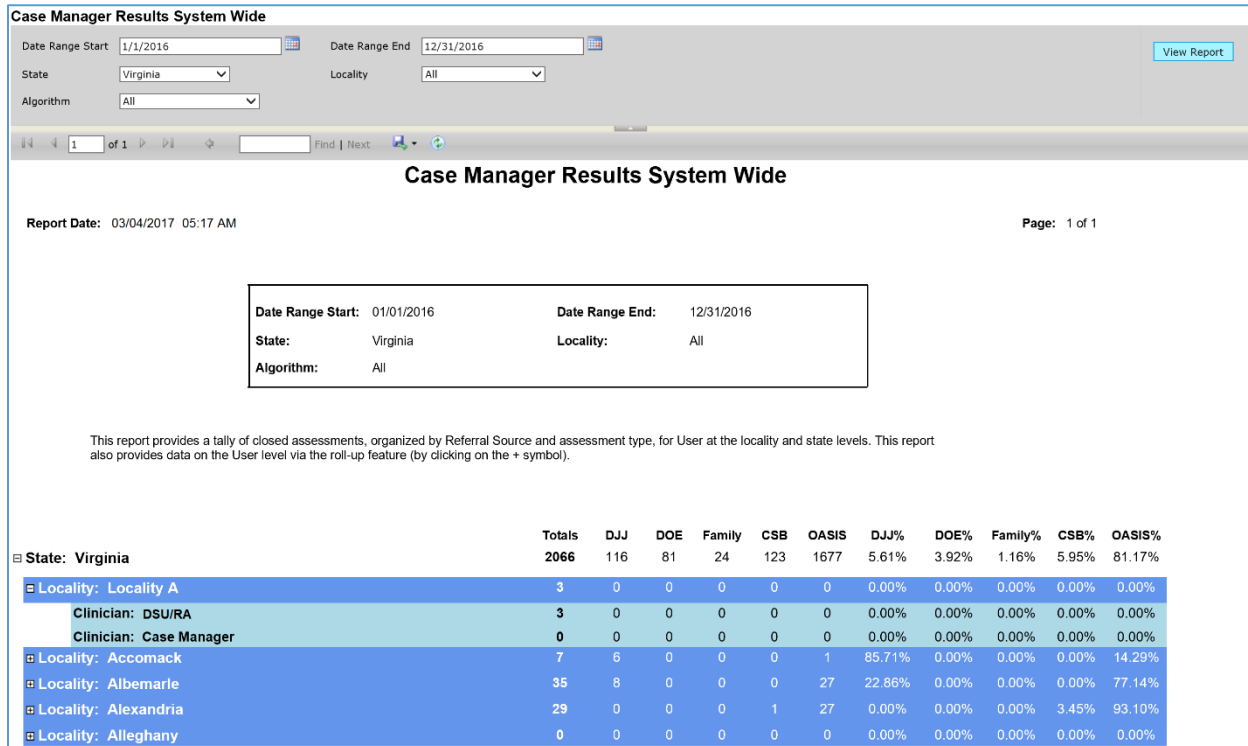 Case Manager Results System Wide
Date Range Start 1/1/2016 Date Range End 12/31/2016
View Report
State Virginia Locality All
Algorithm All
1 of 1 Find | Next
Case Manager Results System Wide
Report Date: 03/04/2017 05:17 AM Page: 1 of 1
Date Range Start: 01/01/2016 Date Range End: 12/31/2016
State: Virginia Locality: All
Algorithm: All
This report provides a tally of closed assessments, organized by Referral Source and assessment type, for User at the locality and state levels. This report
also provides data on the User level via the roll-up feature (by clicking on the + symbol).
Totals DJJ DOE Family CSB OASIS DJJ% DOE% Family% CSB% OASIS%
State: Virginia 2066 116 81 24 123 1677 5.61% 3.92% 1.16% 5.95% 81.17%
Locality: Locality A 3 0 0 0 0 0 0.00% 0.00% 0.00% 0.00% 0.00%
Clinician: DSU/RA 3 0 0 0 0 0 0.00% 0.00% 0.00% 0.00% 0.00%
Clinician: Case Manager 0 0 0 0 0 0 0.00% 0.00% 0.00% 0.00% 0.00%
Locality: Accomack 7 6 0 0 0 1 85.71% 0.00% 0.00% 0.00% 14.29%
Locality: Albemarle 35 8 0 0 0 27 22.86% 0.00% 0.00% 0.00% 77.14%
Locality: Alexandria 29 0 0 0 1 27 0.00% 0.00% 0.00% 3.45% 93.10%
Locality: Alleghany 0 0 0 0 0 0 0.00% 0.00% 0.00% 0.00% 0.00%